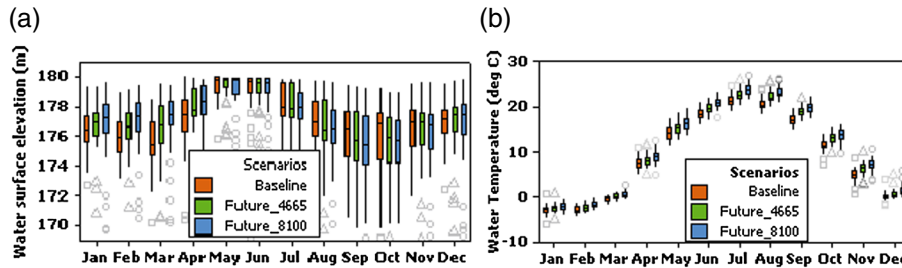 (a)
Water surface elevation (m)
180
178
176
174
172
170
Scenarios
Baseline
Future_4665
Future_8100
Jan Feb Mar Apr May Jun Jul Aug Sep Oct Nov Dec
(b)
Water Temperature (deg C)
30
20
10
0
-10
Scenarios
Baseline
Future_4665
Future_8100
Jan Feb Mar Apr May Jun Jul Aug Sep Oct Nov Dec